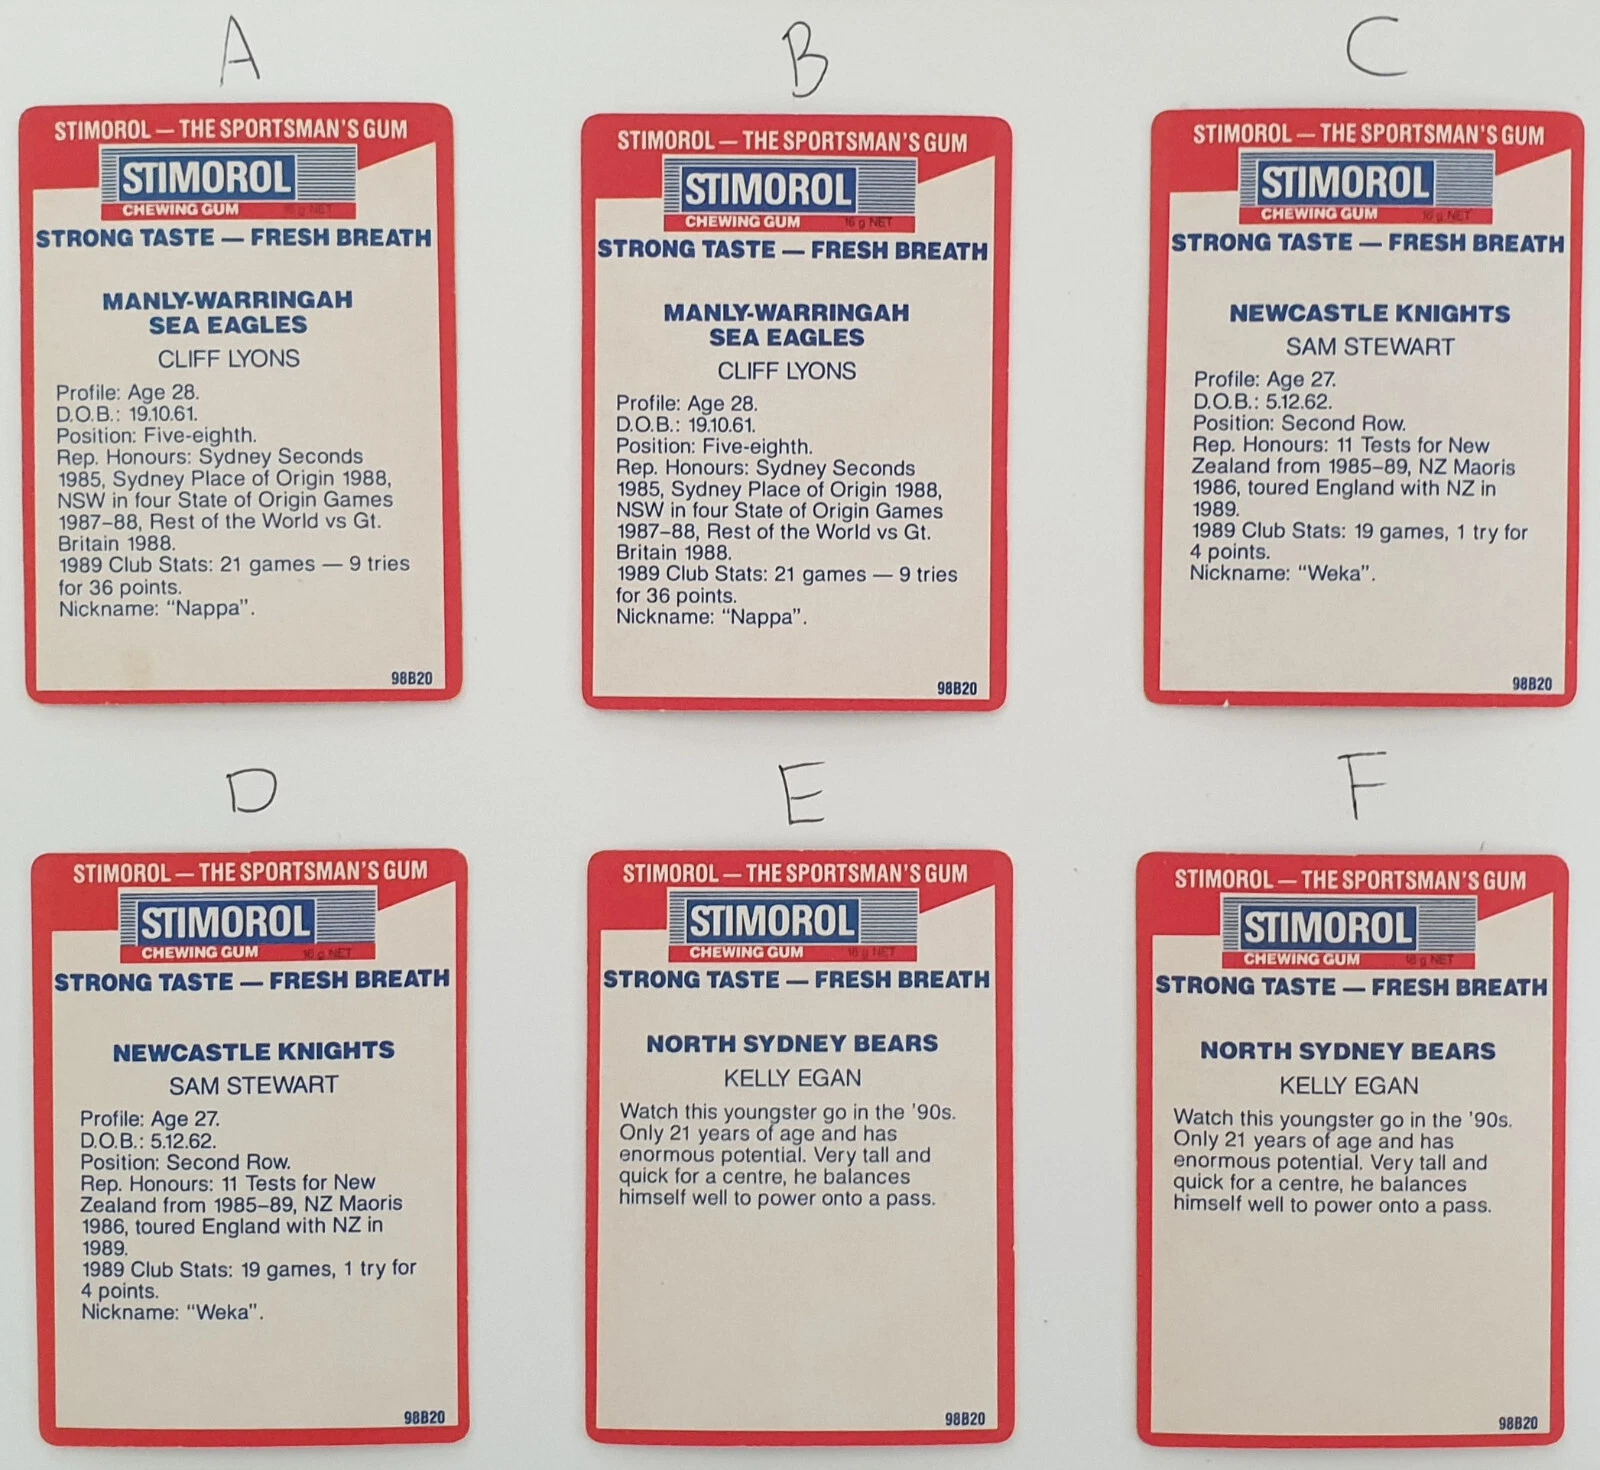 A
STIMOROL — THE SPORTSMAN'S GUM
STIMOROL
CHEWING GUM 16 g NET
STRONG TASTE — FRESH BREATH
MANLY-WARRINGAH
SEA EAGLES
CLIFF LYONS
Profile: Age 28.
D.O.B.: 19.10.61.
Position: Five-eighth.
Rep. Honours: Sydney Seconds
1985, Sydney Place of Origin 1988,
NSW in four State of Origin Games
1987–88, Rest of the World vs Gt.
Britain 1988.
1989 Club Stats: 21 games — 9 tries
for 36 points.
Nickname: “Nappa”.
98B20
B
STIMOROL — THE SPORTSMAN'S GUM
STIMOROL
CHEWING GUM 16 g NET
STRONG TASTE — FRESH BREATH
MANLY-WARRINGAH
SEA EAGLES
CLIFF LYONS
Profile: Age 28.
D.O.B.: 19.10.61.
Position: Five-eighth.
Rep. Honours: Sydney Seconds
1985, Sydney Place of Origin 1988,
NSW in four State of Origin Games
1987–88, Rest of the World vs Gt.
Britain 1988.
1989 Club Stats: 21 games — 9 tries
for 36 points.
Nickname: “Nappa”.
98B20
C
STIMOROL — THE SPORTSMAN'S GUM
STIMOROL
CHEWING GUM 16 g NET
STRONG TASTE — FRESH BREATH
NEWCASTLE KNIGHTS
SAM STEWART
Profile: Age 27.
D.O.B.: 5.12.62.
Position: Second Row.
Rep. Honours: 11 Tests for New
Zealand from 1985–89, NZ Maoris
1986, toured England with NZ in
1989.
1989 Club Stats: 19 games, 1 try for
4 points.
Nickname: “Weka”.
98B20
D
STIMOROL — THE SPORTSMAN'S GUM
STIMOROL
CHEWING GUM 16 g NET
STRONG TASTE — FRESH BREATH
NEWCASTLE KNIGHTS
SAM STEWART
Profile: Age 27.
D.O.B.: 5.12.62.
Position: Second Row.
Rep. Honours: 11 Tests for New
Zealand from 1985–89, NZ Maoris
1986, toured England with NZ in
1989.
1989 Club Stats: 19 games, 1 try for
4 points.
Nickname: “Weka”.
98B20
E
STIMOROL — THE SPORTSMAN'S GUM
STIMOROL
CHEWING GUM 16 g NET
STRONG TASTE — FRESH BREATH
NORTH SYDNEY BEARS
KELLY EGAN
Watch this youngster go in the '90s.
Only 21 years of age and has
enormous potential. Very tall and
quick for a centre, he balances
himself well to power onto a pass.
98B20
F
STIMOROL — THE SPORTSMAN'S GUM
STIMOROL
CHEWING GUM 16 g NET
STRONG TASTE — FRESH BREATH
NORTH SYDNEY BEARS
KELLY EGAN
Watch this youngster go in the '90s.
Only 21 years of age and has
enormous potential. Very tall and
quick for a centre, he balances
himself well to power onto a pass.
98B20